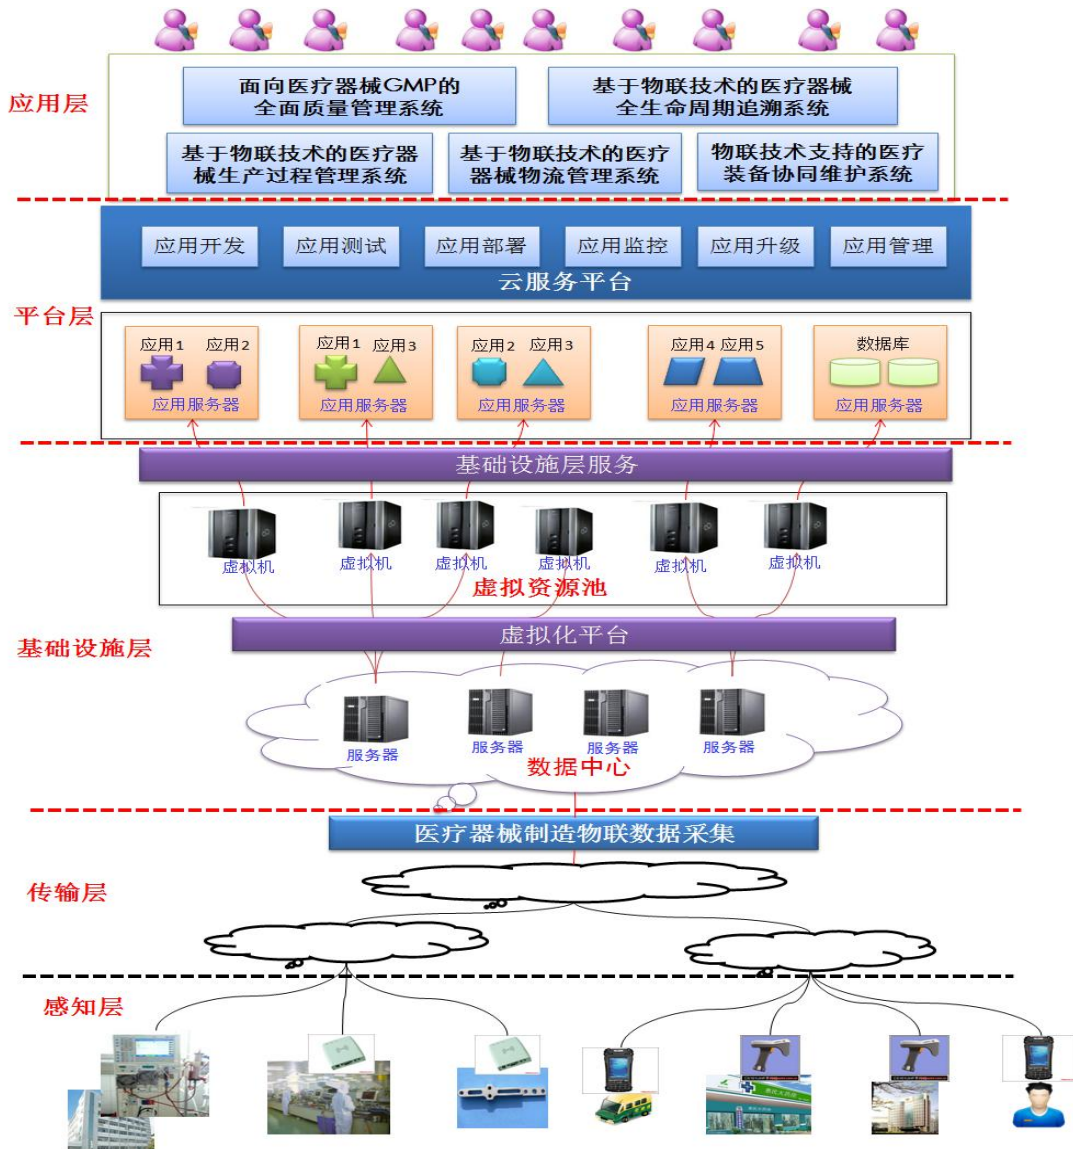 面向医疗器械GMP的
全面质量管理系统
基于物联技术的医疗器械
全生命周期追溯系统
应用层
基于物联技术的医疗器
械生产过程管理系统
基于物联技术的医疗
器械物流管理系统
物联技术支持的医疗
装备协同维护系统
应用开发
应用测试
应用部署
应用监控
应用升级
应用管理
云服务平台
平台层
应用1
应用2
应用服务器
应用1
应用3
应用服务器
应用2
应用3
应用服务器
应用4
应用5
应用服务器
数据库
应用服务器
基础设施层服务
虚拟机
虚拟机
虚拟机
虚拟机
虚拟机
虚拟机
虚拟资源池
基础设施层
虚拟化平台
服务器
服务器
服务器
服务器
数据中心
医疗器械制造物联数据采集
传输层
感知层